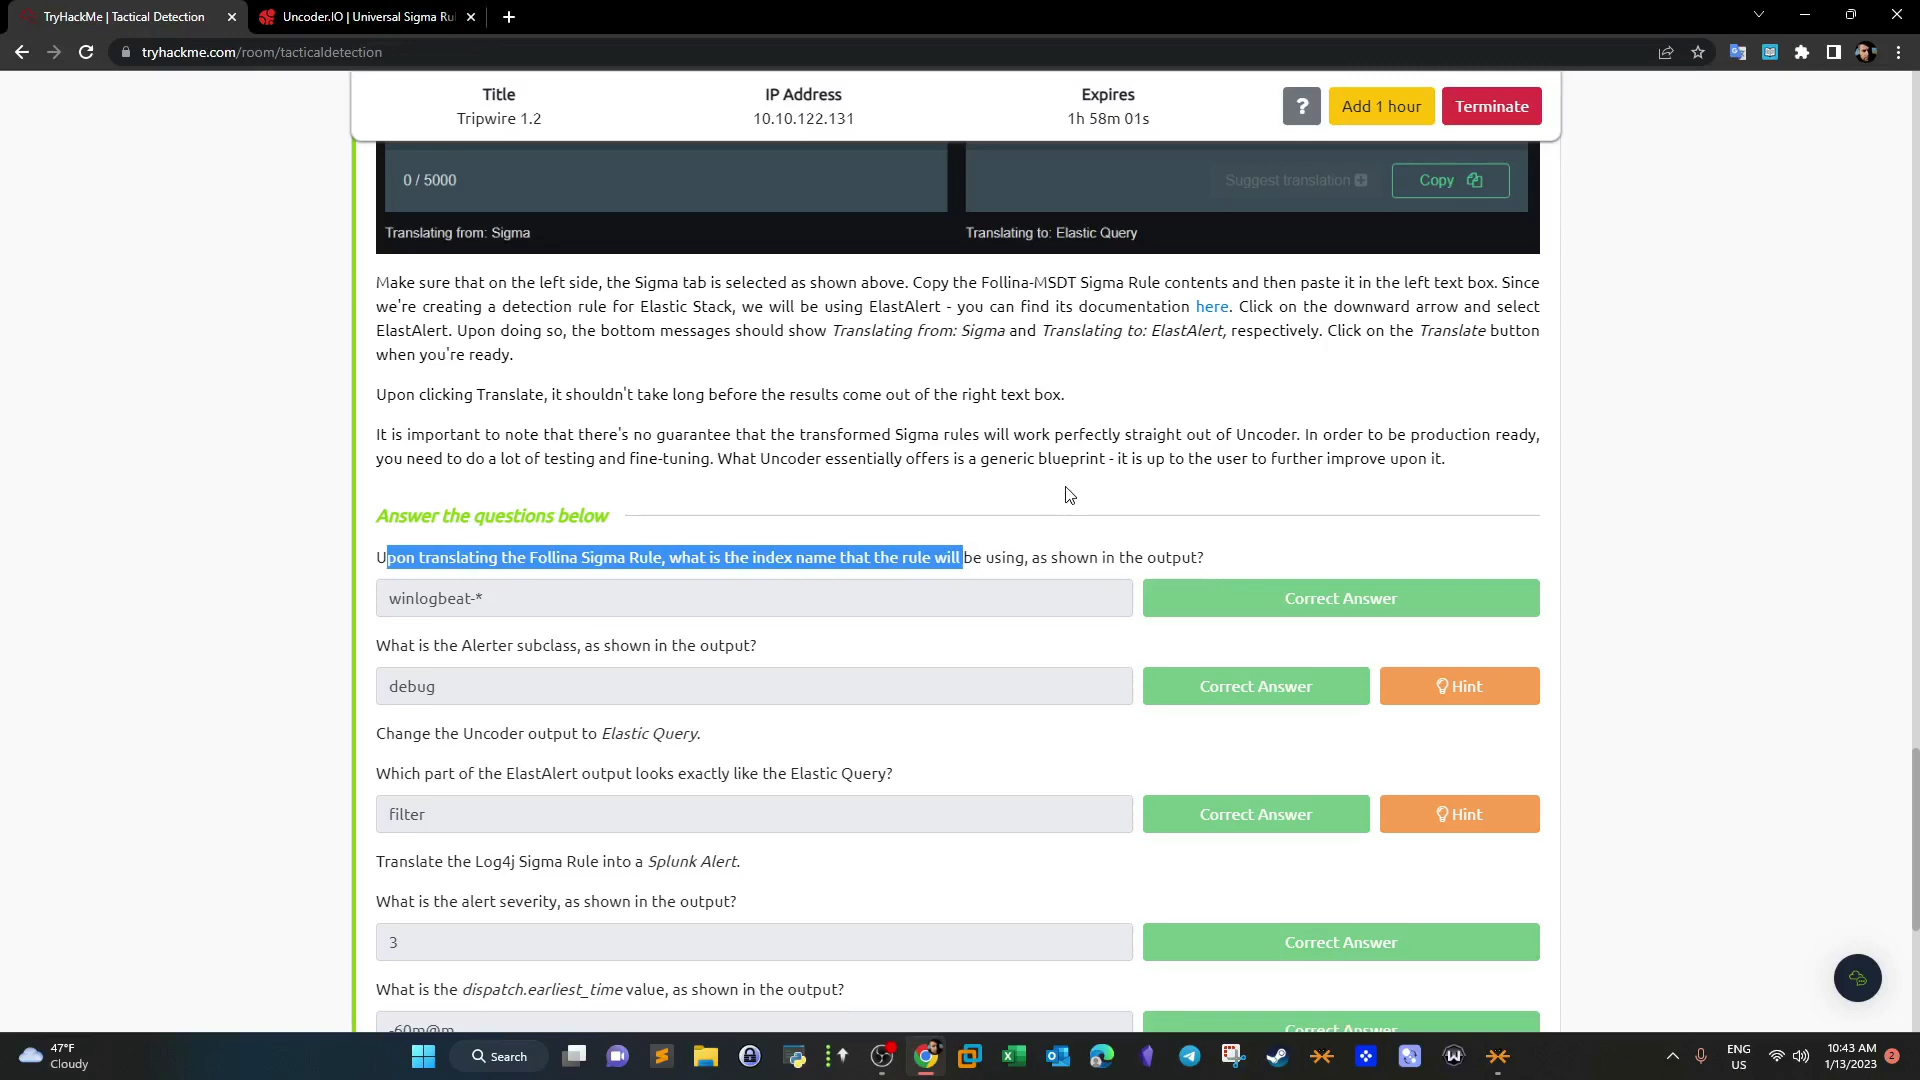 TryHackMe | Tactical Detection
Uncoder.IO | Universal Sigma Rul
tryhackme.com/room/tacticaldetection
Title
Tripwire 1.2
IP Address
10.10.122.131
Expires
1h 58m 01s
?
Add 1 hour
Terminate
0 / 5000
Suggest translation
Copy
Translating from: Sigma
Translating to: Elastic Query
Make sure that on the left side, the Sigma tab is selected as shown above. Copy the Follina-MSDT Sigma Rule contents and then paste it in the left text box. Since
we're creating a detection rule for Elastic Stack, we will be using ElastAlert - you can find its documentation here. Click on the downward arrow and select
ElastAlert. Upon doing so, the bottom messages should show Translating from: Sigma and Translating to: ElastAlert, respectively. Click on the Translate button
when you're ready.
Upon clicking Translate, it shouldn't take long before the results come out of the right text box.
It is important to note that there's no guarantee that the transformed Sigma rules will work perfectly straight out of Uncoder. In order to be production ready,
you need to do a lot of testing and fine-tuning. What Uncoder essentially offers is a generic blueprint - it is up to the user to further improve upon it.
Answer the questions below
Upon translating the Follina Sigma Rule, what is the index name that the rule will be using, as shown in the output?
winlogbeat-*
Correct Answer
What is the Alerter subclass, as shown in the output?
debug
Correct Answer
Hint
Change the Uncoder output to Elastic Query.
Which part of the ElastAlert output looks exactly like the Elastic Query?
filter
Correct Answer
Hint
Translate the Log4j Sigma Rule into a Splunk Alert.
What is the alert severity, as shown in the output?
3
Correct Answer
What is the dispatch.earliest_time value, as shown in the output?
-60m@m
Correct Answer
47°F
Cloudy
Search
ENG
US
10:43 AM
1/13/2023
2